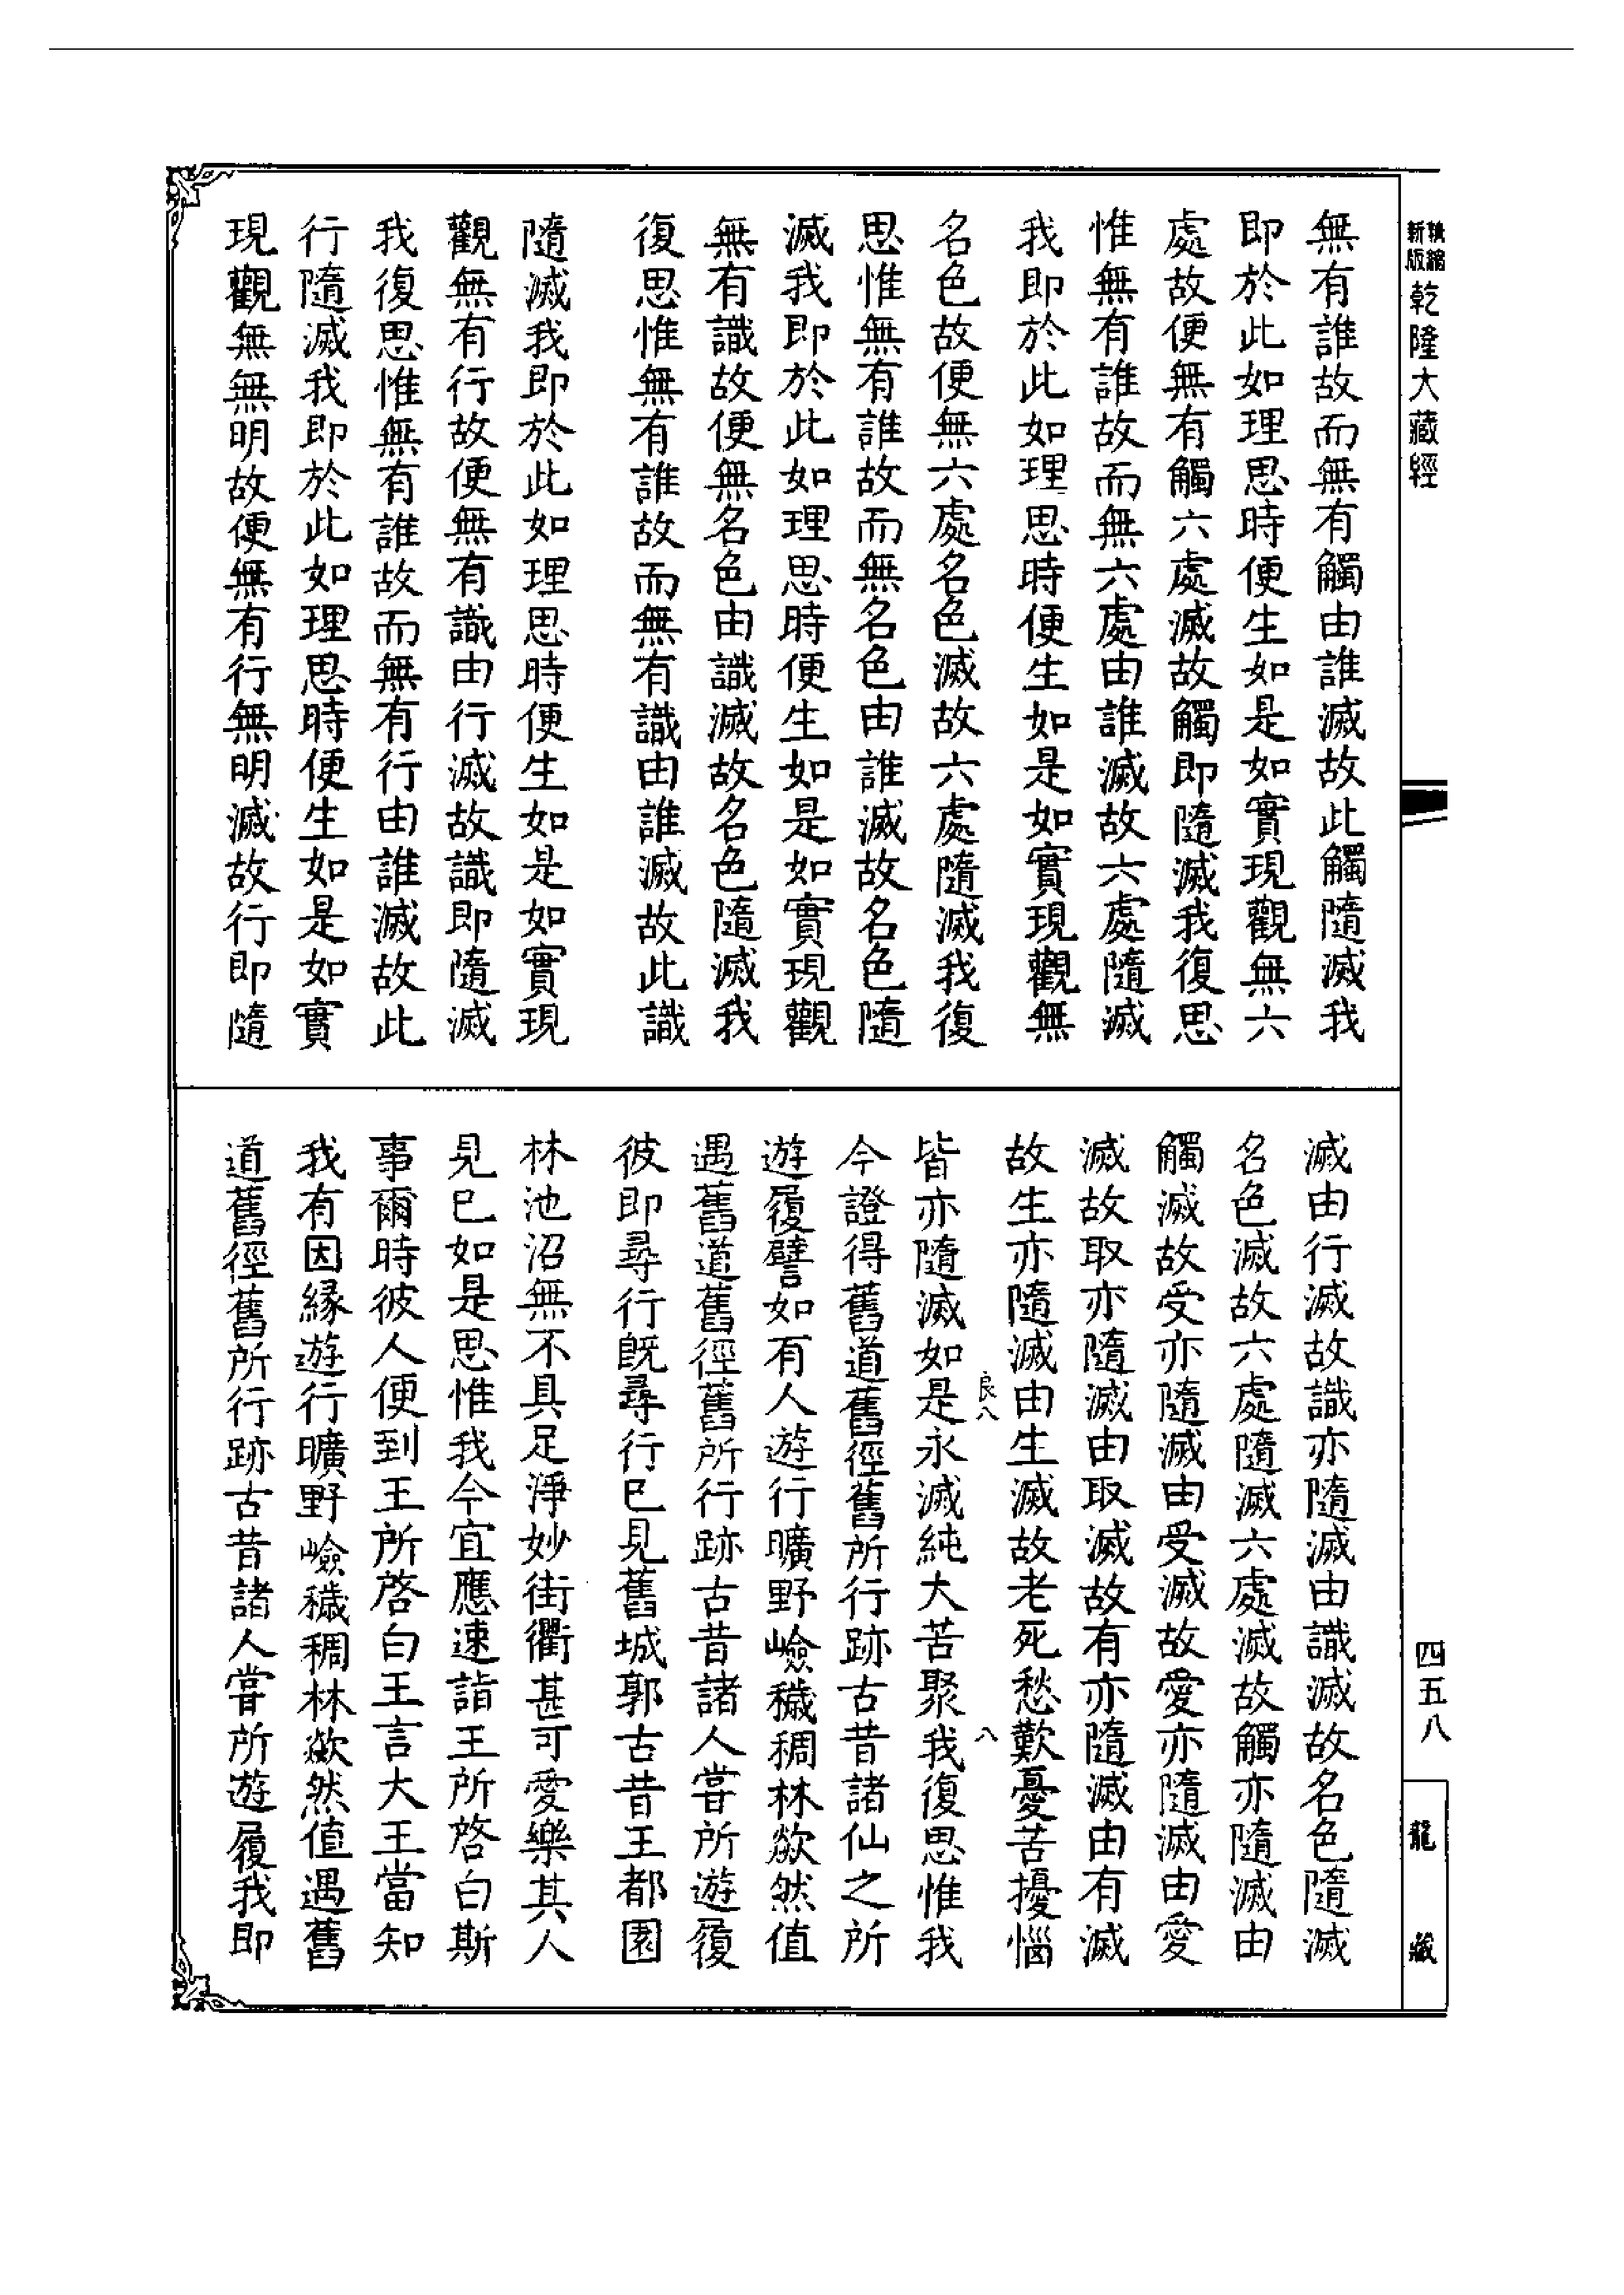 新版
縮
乾隆大藏經
四五八
龍藏
無有誰故而無有觸由誰滅故此觸隨滅我
即於此如理思時便生如是如實現觀無六
處故便無有觸六處滅故觸即隨滅我復思
惟無有誰故而無六處由誰滅故六處隨滅
我即於此如理思時便生如是如實現觀無
名色故便無六處名色滅故六處隨滅我復
思惟無有誰故而無名色由誰滅故名色隨
滅我即於此如理思時便生如是如實現觀
無有識故便無名色由識滅故名色隨滅我
復思惟無有誰故而無有識由誰滅故此識
隨滅我即於此如理思時便生如是如實現
觀無有行故便無有識由行滅故識即隨滅
我復思惟無有誰故而無有行由誰滅故此
行隨滅我即於此如理思時便生如是如實
現觀無無明故便無有行無明滅故行即隨
滅由行滅故識亦隨滅由識滅故名色隨滅
名色滅故六處隨滅六處滅故觸亦隨滅由
觸滅故受亦隨滅由受滅故愛亦隨滅由愛
滅故取亦隨滅由取滅故有亦隨滅由有滅
故生亦隨滅由生滅故老死愁歎憂苦擾惱
良八 八
皆亦隨滅如是永滅純大苦聚我復思惟我
今證得舊道舊徑舊所行跡古昔諸仙之所
遊履譬如有人遊行曠野嶮穢稠林欻然值
遇舊道舊徑舊所行跡古昔諸人甞所遊履
彼即尋行旣尋行已見舊城郭古昔王都園
林池沼無不具足淨妙街衢甚可愛樂其人
見已如是思惟我今宜應速詣王所啓白斯
事爾時彼人便到王所啓白王言大王當知
我有因緣遊行曠野嶮穢稠林欻然值遇舊
道舊徑舊所行跡古昔諸人甞所遊履我即